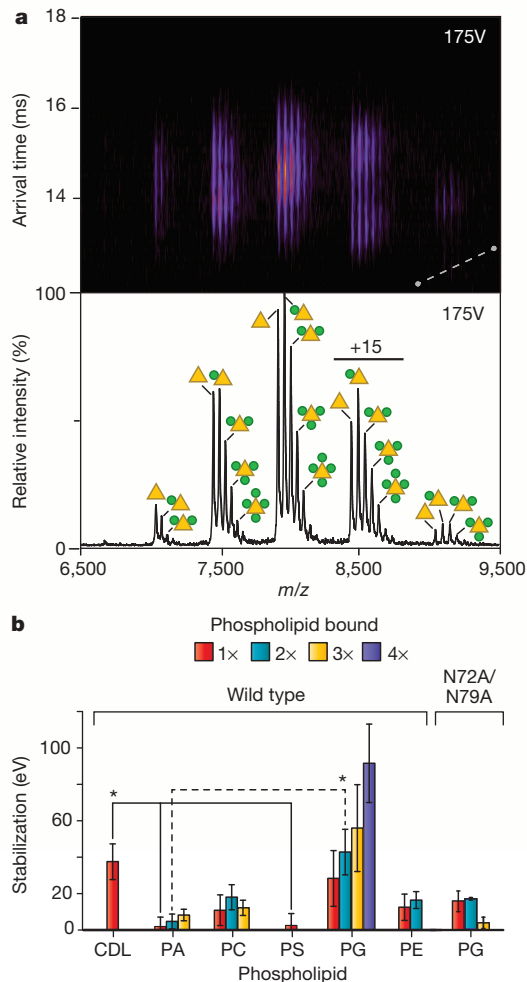 a
18
16
14
Arrival time (ms)
175V
100
0
Relative intensity (%)
175V
+15
6,500 7,500 8,500 9,500
m/z
b
Phospholipid bound
1× 2× 3× 4×
N72A/
N79A
Wild type
100
60
20
0
Stabilization (eV)
*
*
CDL PA PC PS PG PE PG
Phospholipid